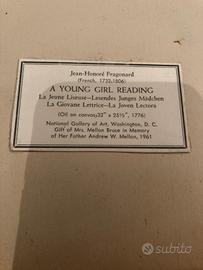 Jean-Honoré Fragonard
(French, 1732-1806)
A YOUNG GIRL READING
La Jeune Liseuse—Lesendes Junges Mädchen
La Giovane Lettrice—La Joven Lectora
(Oil on canvas, 32" x 25½", 1776)
National Gallery of Art, Washington, D. C.
Gift of Mrs. Mellon Bruce in Memory
of Her Father Andrew W. Mellon, 1961
subito